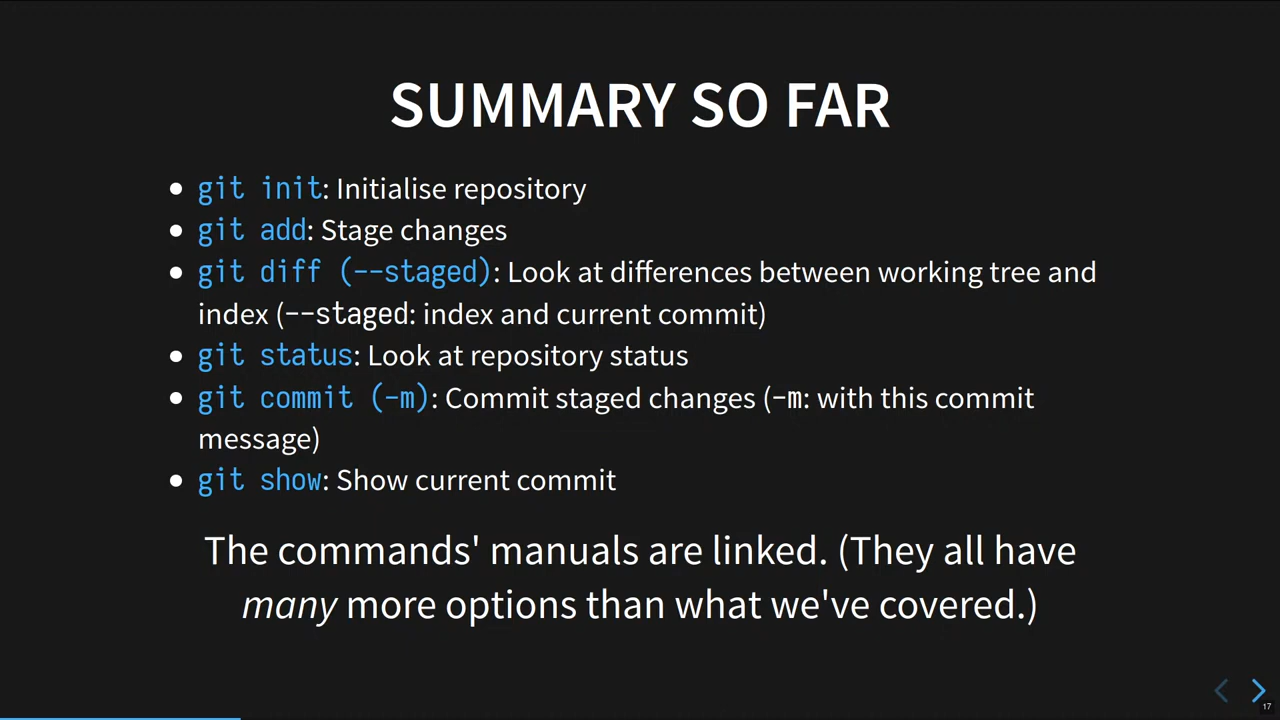 SUMMARY SO FAR
• git init: Initialise repository
• git add: Stage changes
• git diff (--staged): Look at differences between working tree and
index (--staged: index and current commit)
• git status: Look at repository status
• git commit (-m): Commit staged changes (-m: with this commit
message)
• git show: Show current commit
The commands' manuals are linked. (They all have
many more options than what we've covered.)
17